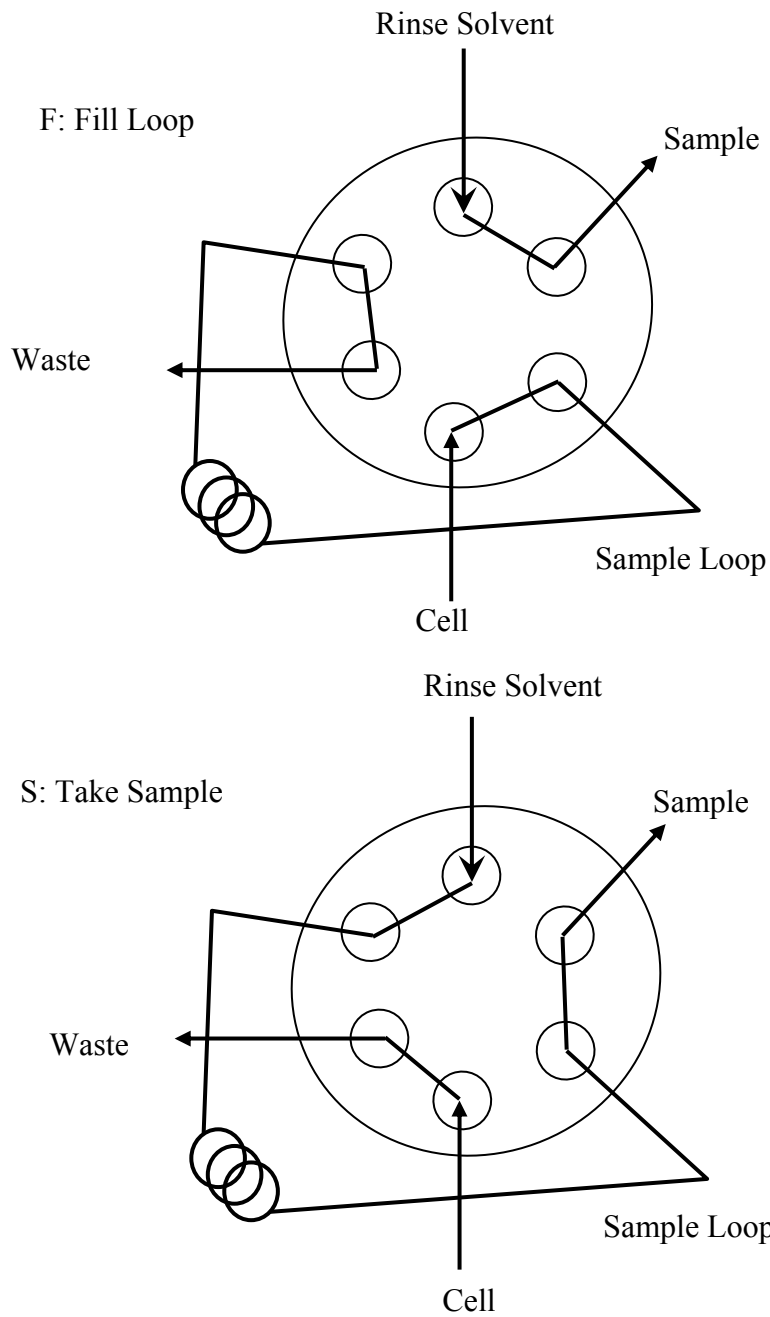 Rinse Solvent
F: Fill Loop
Sample
Waste
Sample Loop
Cell
Rinse Solvent
S: Take Sample
Sample
Waste
Sample Loop
Cell